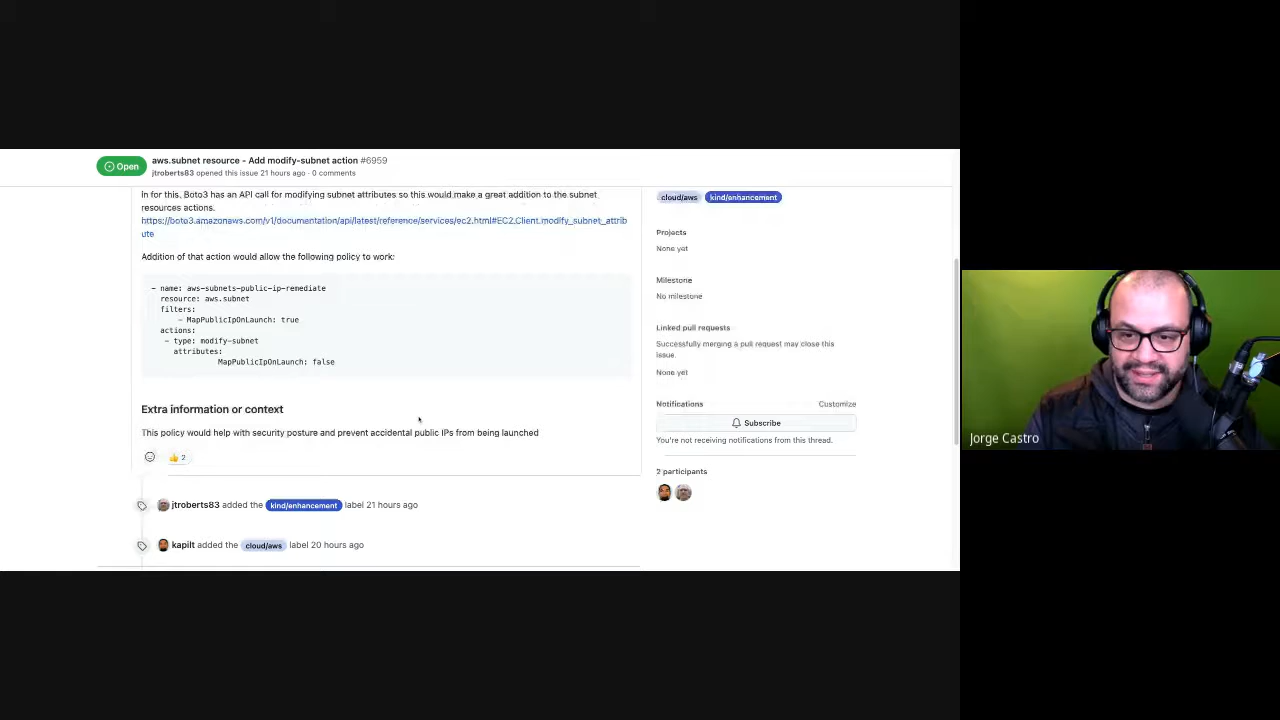 Open
aws.subnet resource - Add modify-subnet action #6959
jtroberts83 opened this issue 21 hours ago · 0 comments
In for this. Boto3 has an API call for modifying subnet attributes so this would make a great addition to the subnet
resources actions.
https://boto3.amazonaws.com/v1/documentation/api/latest/reference/services/ec2.html#EC2.Client.modify_subnet_attrib
ute
Addition of that action would allow the following policy to work:
- name: aws-subnets-public-ip-remediate
resource: aws.subnet
filters:
- MapPublicIpOnLaunch: true
actions:
- type: modify-subnet
attributes:
MapPublicIpOnLaunch: false
Extra information or context
This policy would help with security posture and prevent accidental public IPs from being launched
👍 2
jtroberts83 added the kind/enhancement label 21 hours ago
kapilt added the cloud/aws label 20 hours ago
cloud/aws kind/enhancement
Projects
None yet
Milestone
No milestone
Linked pull requests
Successfully merging a pull request may close this
issue.
None yet
Notifications Customize
Subscribe
You're not receiving notifications from this thread.
2 participants
Jorge Castro